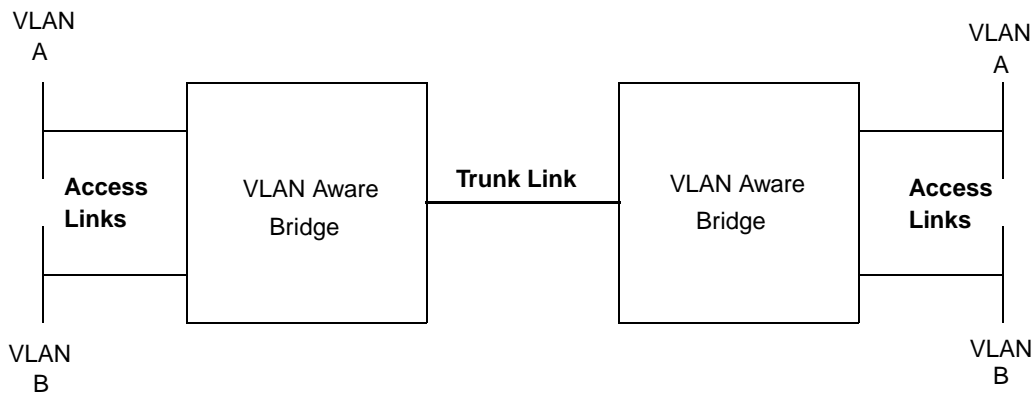 VLAN
A
VLAN
A
Access
Links
VLAN Aware
Bridge
Trunk Link
VLAN Aware
Bridge
Access
Links
VLAN
B
VLAN
B